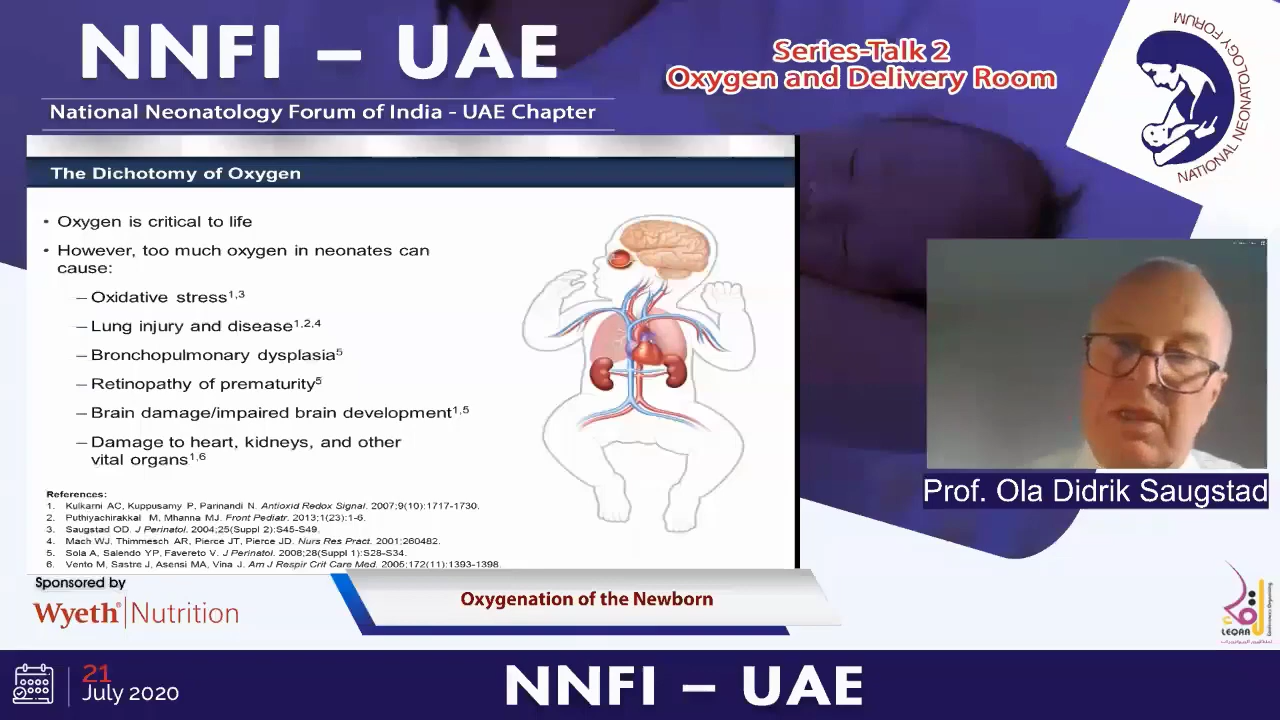 NNFI – UAE
National Neonatology Forum of India - UAE Chapter
Series-Talk 2
Oxygen and Delivery Room
NATIONAL NEONATOLOGY FORUM
The Dichotomy of Oxygen
• Oxygen is critical to life
• However, too much oxygen in neonates can
cause:
– Oxidative stress1,3
– Lung injury and disease1,2,4
– Bronchopulmonary dysplasia5
– Retinopathy of prematurity5
– Brain damage/impaired brain development1,5
– Damage to heart, kidneys, and other
vital organs1,6
References:
1. Kulkarni AC, Kuppusamy P, Parinandi N. Antioxid Redox Signal. 2007;9(10):1717-1730.
2. Puthiyachirakkal M, Mhanna MJ. Front Pediatr. 2013;1(23):1-6.
3. Saugstad OD. J Perinatol. 2004;25(Suppl 2):S45-S49.
4. Mach WJ, Thimmesch AR, Pierce JT, Pierce JD. Nurs Res Pract. 2001;260482.
5. Sola A, Salendo YP, Favereto V. J Perinatol. 2008;28(Suppl 1):S28-S34.
6. Vento M, Sastre J, Asensi MA, Vina J. Am J Respir Crit Care Med. 2005;172(11):1393-1398.
Prof. Ola Didrik Saugstad
Sponsored by
Wyeth® Nutrition
Oxygenation of the Newborn
LEQAA
21
July 2020
NNFI – UAE